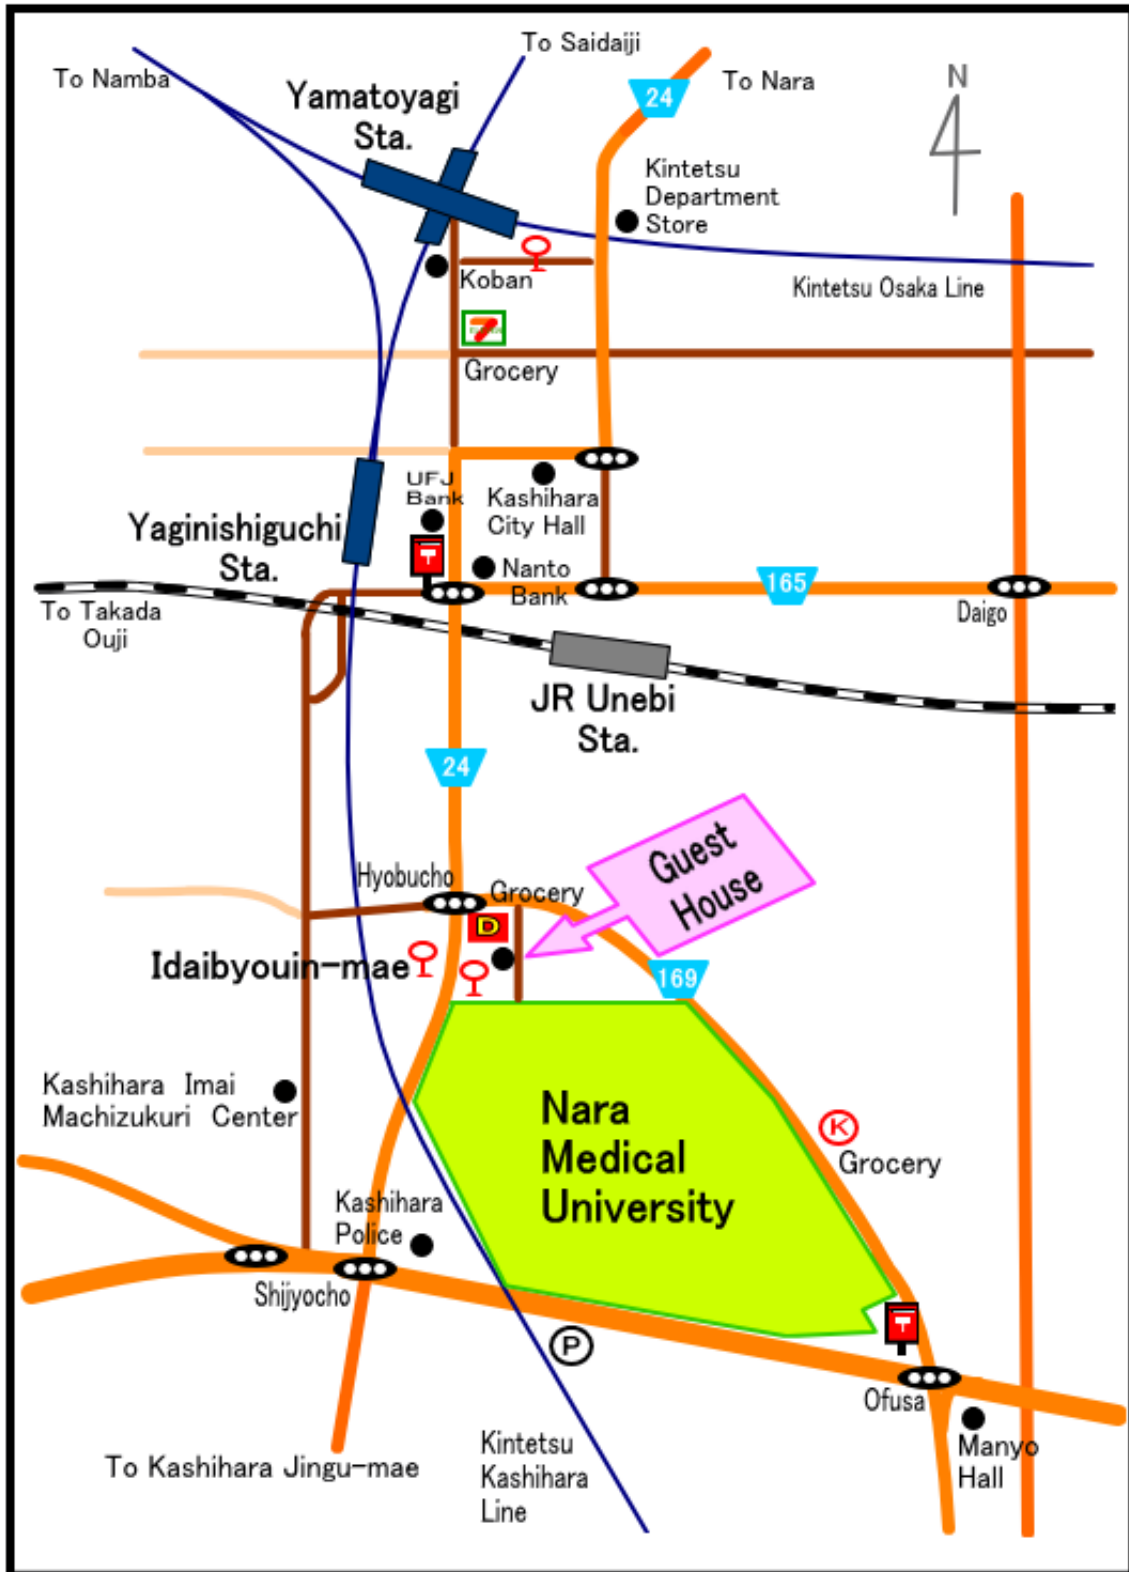 To Saidaiji
To Namba
To Nara
N
Yamatoyagi
Sta.
24
Kintetsu
Department
Store
Koban
Kintetsu Osaka Line
7
Grocery
UFJ
Bank
Kashihara
City Hall
Yaginishiguchi
Sta.
〒
Nanto
Bank
165
To Takada
Ouji
Daigo
JR Unebi
Sta.
24
Guest
House
Hyobucho
Grocery
D
Idaibyouin-mae
169
Kashihara Imai
Machizukuri Center
Nara
Medical
University
K
Grocery
Kashihara
Police
Shijyocho
〒
P
Ofusa
Manyo
Hall
To Kashihara Jingu-mae
Kintetsu
Kashihara
Line